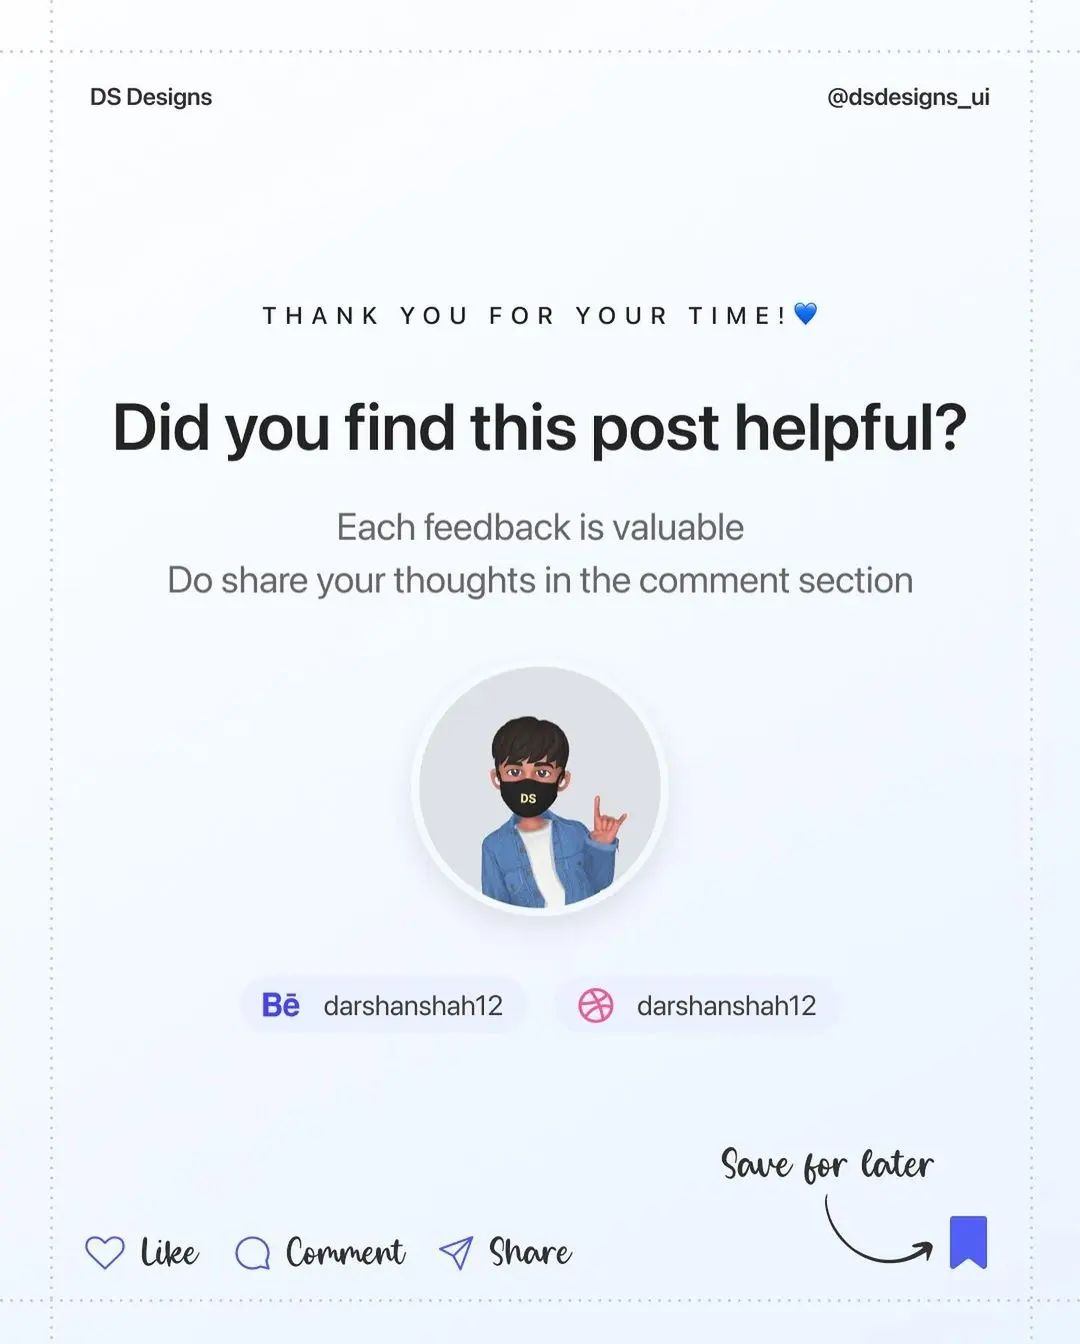 DS Designs
@dsdesigns_ui
THANK YOU FOR YOUR TIME!💙
Did you find this post helpful?
Each feedback is valuable
Do share your thoughts in the comment section
DS
Bē darshanshah12
darshanshah12
Save for later
Like
Comment
Share